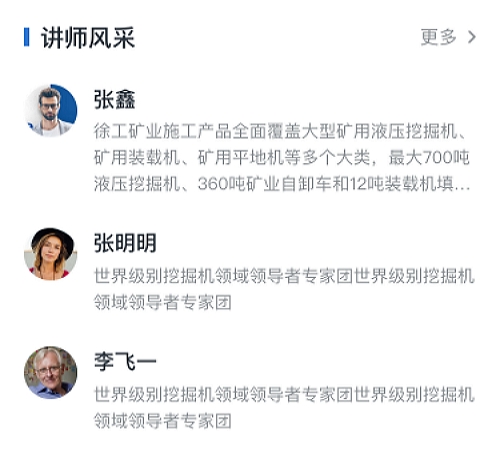 讲师风采
更多
张鑫
徐工矿业施工产品全面覆盖大型矿用液压挖掘机、
矿用装载机、矿用平地机等多个大类，最大700吨
液压挖掘机、360吨矿业自卸车和12吨装载机填...
张明明
世界级别挖掘机领域领导者专家团世界级别挖掘机
领域领导者专家团
李飞一
世界级别挖掘机领域领导者专家团世界级别挖掘机
领域领导者专家团